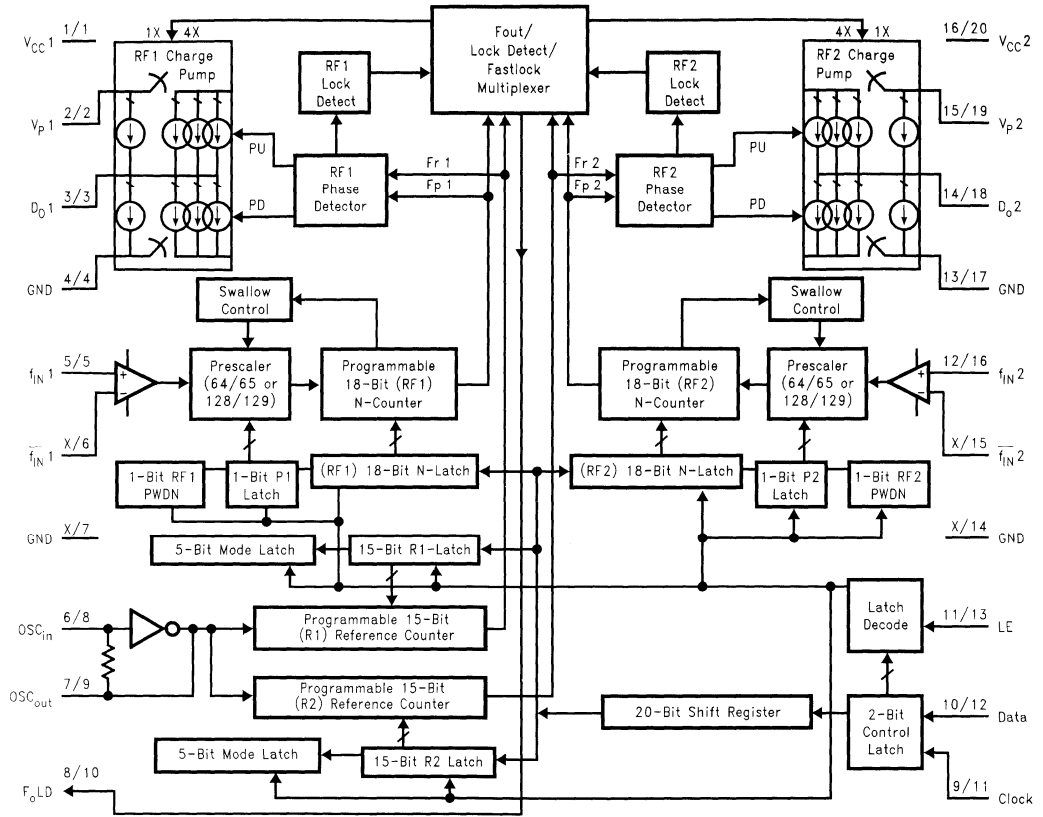 V_CC 1 1/1
1X 4X
RF1 Charge
Pump
V_P 1 2/2
D_O 1 3/3
GND 4/4
PU
PD
RF1
Lock
Detect
RF1
Phase
Detector
Fout/
Lock Detect/
Fastlock
Multiplexer
Fr 1
Fp 1
RF2
Lock
Detect
RF2
Phase
Detector
Fr 2
Fp 2
PU
PD
4X 1X
RF2 Charge
Pump
16/20 V_CC 2
15/19 V_P 2
14/18 D_o 2
13/17 GND
Swallow
Control
Prescaler
(64/65 or
128/129)
Programmable
18-Bit (RF1)
N-Counter
f_IN 1 5/5
+
−
f̅_I̅N̅ 1 X/6
Programmable
18-Bit (RF2)
N-Counter
Swallow
Control
Prescaler
(64/65 or
128/129)
12/16 f_IN 2
+
−
X/15 f̅_I̅N̅ 2
1-Bit RF1
PWDN
1-Bit P1
Latch
(RF1) 18-Bit N-Latch
(RF2) 18-Bit N-Latch
1-Bit P2
Latch
1-Bit RF2
PWDN
GND X/7
X/14 GND
5-Bit Mode Latch
15-Bit R1-Latch
OSC_in 6/8
Programmable 15-Bit
(R1) Reference Counter
Latch
Decode
11/13 LE
OSC_out 7/9
Programmable 15-Bit
(R2) Reference Counter
20-Bit Shift Register
2-Bit
Control
Latch
10/12 Data
9/11 Clock
5-Bit Mode Latch
15-Bit R2 Latch
F_o LD 8/10